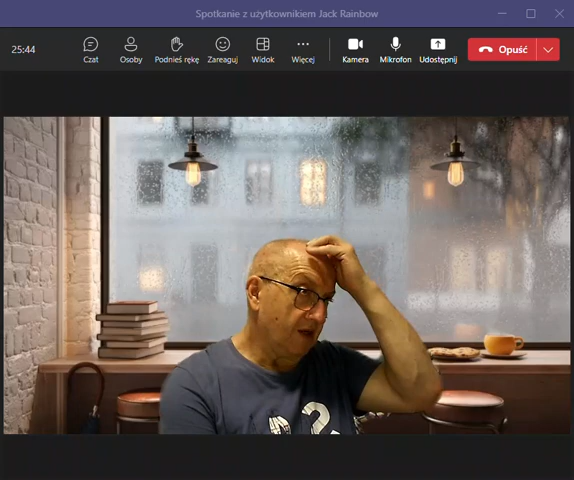 Spotkanie z użytkownikiem Jack Rainbow
25:44 Czat Osoby Podnieś rękę Zareaguj Widok Więcej Kamera Mikrofon Udostępnij Opuść
?